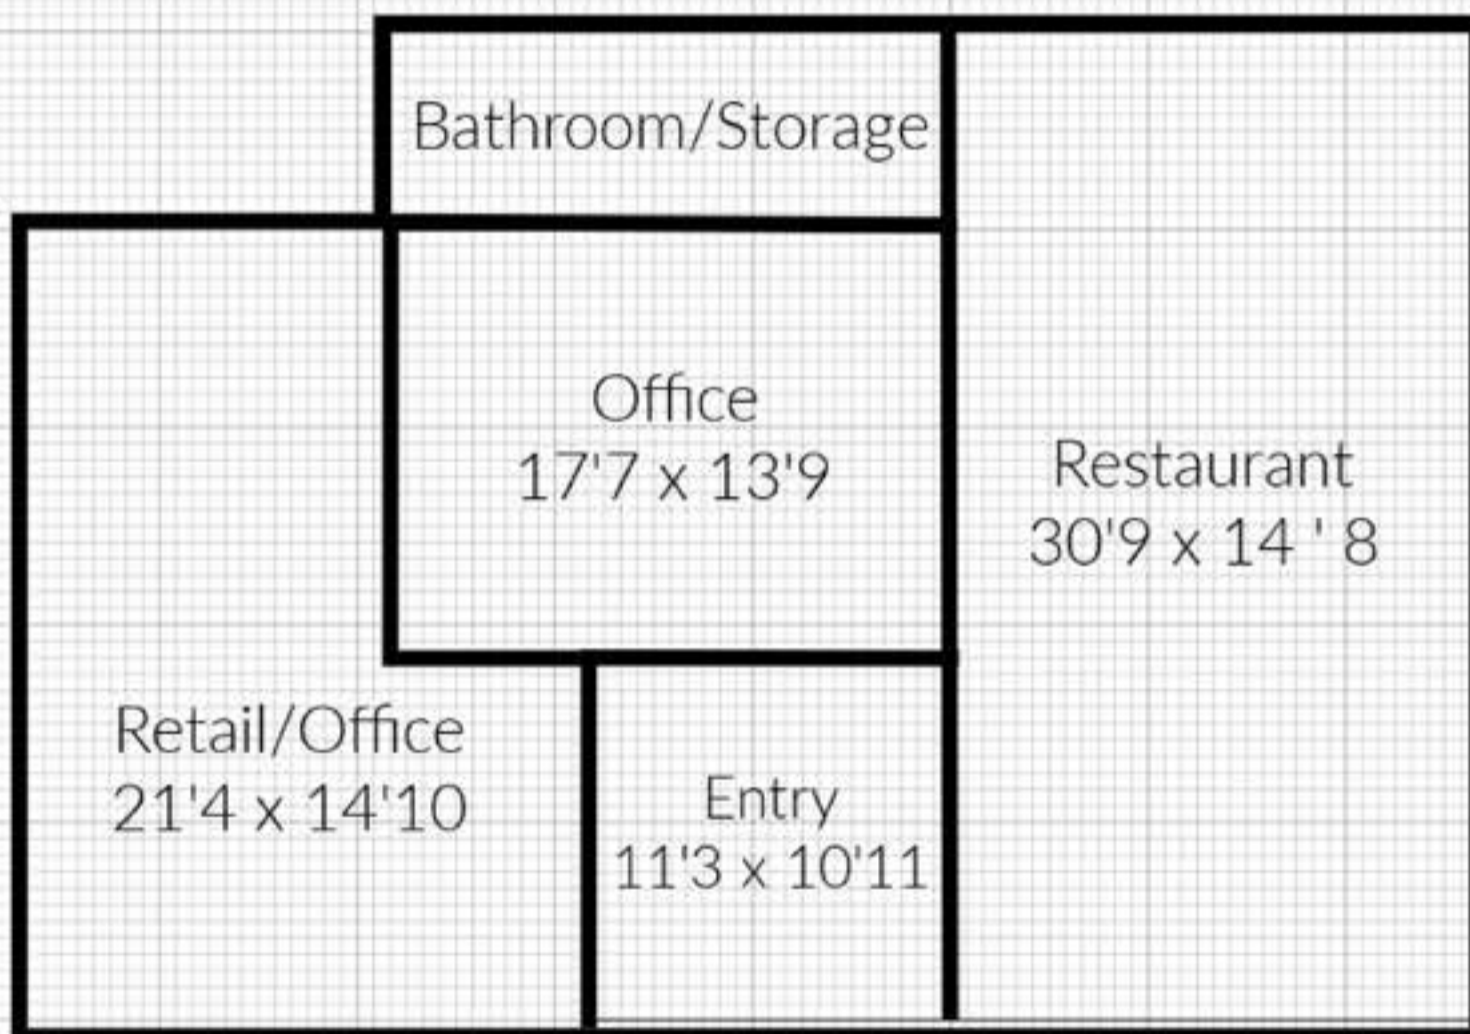 Bathroom/Storage
Office
17'7 x 13'9
Restaurant
30'9 x 14 ' 8
Retail/Office
21'4 x 14'10
Entry
11'3 x 10'11